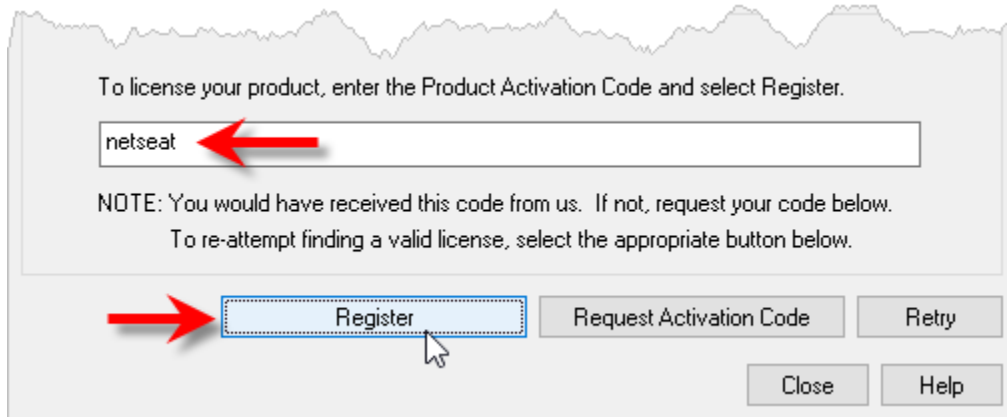 To license your product, enter the Product Activation Code and select Register.
netseat
NOTE: You would have received this code from us.  If not, request your code below.
To re-attempt finding a valid license, select the appropriate button below.
Register Request Activation Code Retry
Close Help